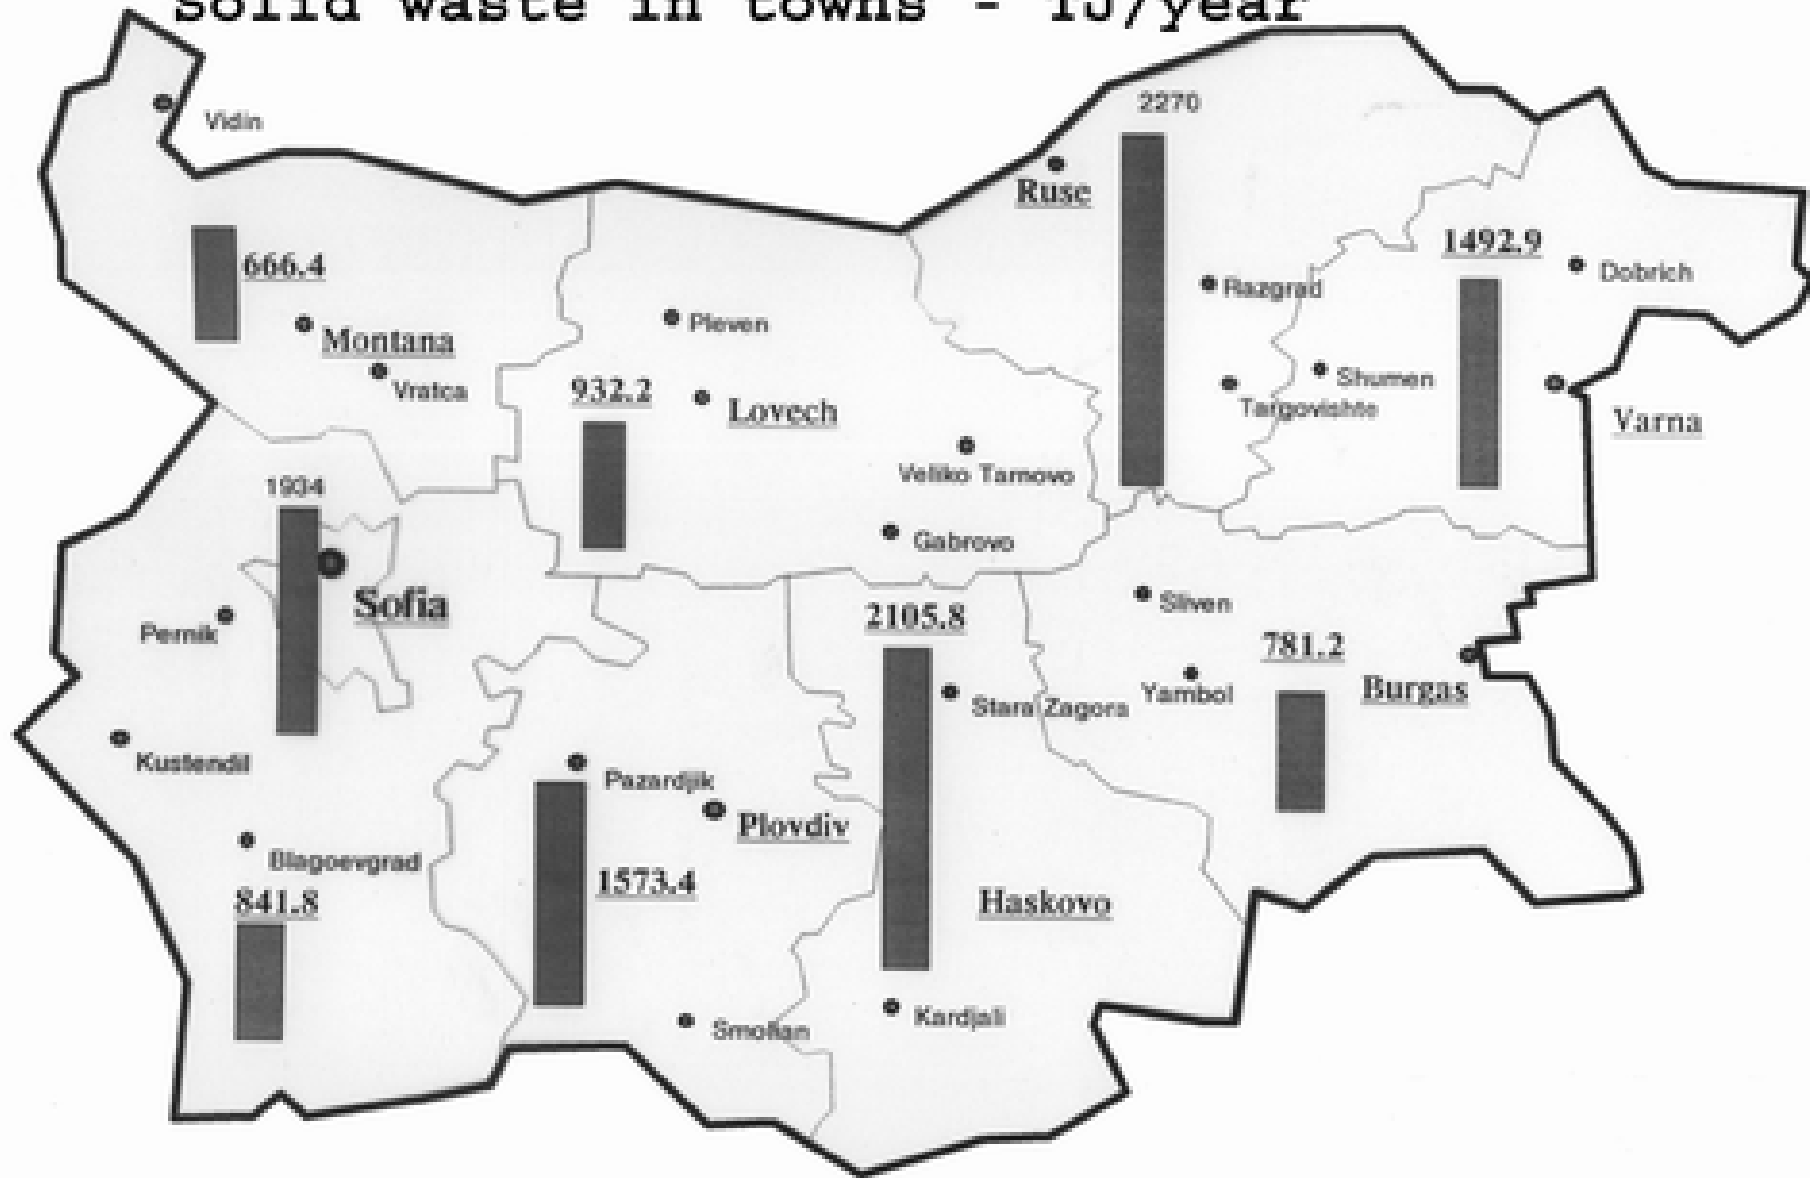 Solid waste in towns - TJ/year
2270
Vidin
Ruse
1492.9
666.4
Dobrich
Razgrad
Pleven
Montana
Shumen
Vratca
932.2
Lovech
Targovishte
Varna
Veliko Tarnovo
1934
Gabrovo
Sofia
Sliven
2105.8
Pernik
781.2
Burgas
Yambol
Stara Zagora
Kustendil
Pazardjik
Plovdiv
Blagoevgrad
1573.4
841.8
Haskovo
Kardjali
Smolian